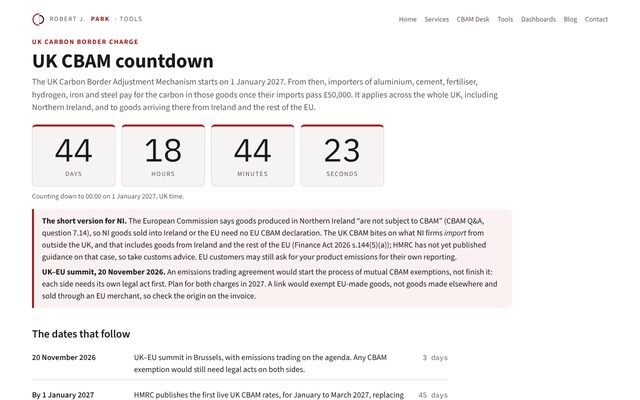 ROBERT J. PARK · TOOLS
Home Services CBAM Desk Tools Dashboards Blog Contact
UK CARBON BORDER CHARGE
UK CBAM countdown
The UK Carbon Border Adjustment Mechanism starts on 1 January 2027. From then, importers of aluminium, cement, fertiliser,
hydrogen, iron and steel pay for the carbon in those goods once their imports pass £50,000. It applies across the whole UK, including
Northern Ireland, and to goods arriving there from Ireland and the rest of the EU.
44 18 44 23
DAYS HOURS MINUTES SECONDS
Counting down to 00:00 on 1 January 2027, UK time.
The short version for NI. The European Commission says goods produced in Northern Ireland “are not subject to CBAM” (CBAM Q&A,
question 7.14), so NI goods sold into Ireland or the EU need no EU CBAM declaration. The UK CBAM bites on what NI firms import from
outside the UK, and that includes goods from Ireland and the rest of the EU (Finance Act 2026 s.144(5)(a)); HMRC has not yet published
guidance on that case, so take customs advice. EU customers may still ask for your product emissions for their own reporting.
UK–EU summit, 20 November 2026. An emissions trading agreement would start the process of mutual CBAM exemptions, not finish it:
each side needs its own legal act first. Plan for both charges in 2027. A link would exempt EU-made goods, not goods made elsewhere and
sold through an EU merchant, so check the origin on the invoice.
The dates that follow
20 November 2026 UK–EU summit in Brussels, with emissions trading on the agenda. Any CBAM 3 days
exemption would still need legal acts on both sides.
By 1 January 2027 HMRC publishes the first live UK CBAM rates, for January to March 2027, replacing 45 days